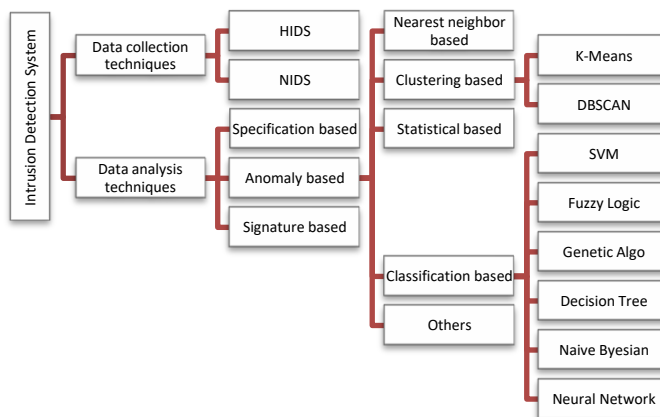 Intrusion Detection System
Data collection
techniques
Data analysis
techniques
HIDS
NIDS
Specification based
Anomaly based
Signature based
Nearest neighbor
based
Clustering based
Statistical based
Classification based
Others
K-Means
DBSCAN
SVM
Fuzzy Logic
Genetic Algo
Decision Tree
Naive Byesian
Neural Network